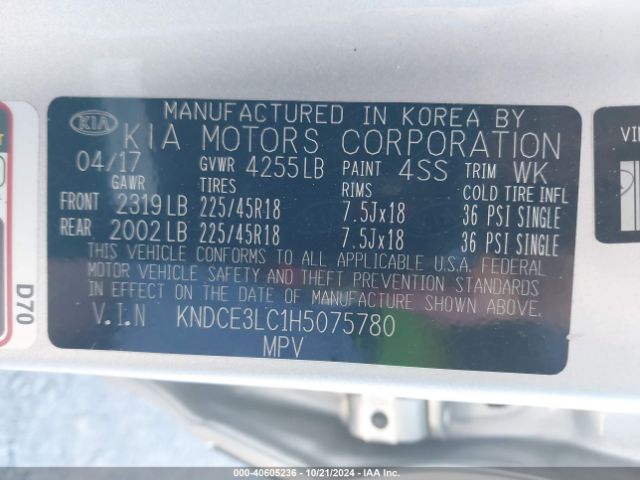 MANUFACTURED IN KOREA BY
KIA KIA MOTORS CORPORATION
04/17 GVWR 4255LB PAINT 4SS TRIM WK
GAWR TIRES RIMS COLD TIRE INFL
FRONT 2319LB 225/45R18 7.5Jx18 36 PSI SINGLE
REAR 2002LB 225/45R18 7.5Jx18 36 PSI SINGLE
THIS VEHICLE CONFORMS TO ALL APPLICABLE U.S.A. FEDERAL
MOTOR VEHICLE SAFETY AND THEFT PREVENTION STANDARDS
IN EFFECT ON THE DATE OF MANUFACTURE SHOWN ABOVE.
V.I.N KNDCE3LC1H5075780
MPV
D70
000-40605236 - 10/21/2024 - IAA Inc.